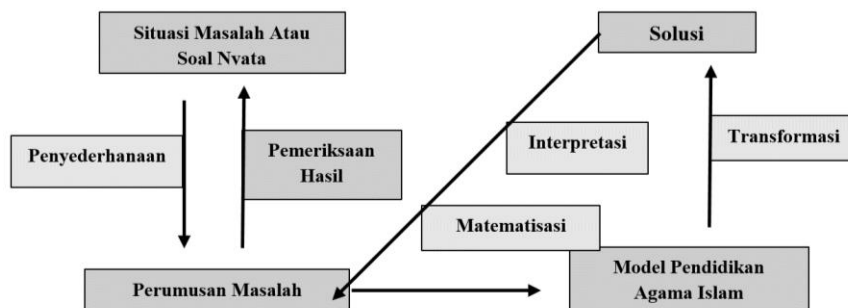 Situasi Masalah Atau
Soal Nvata
Solusi
Penyederhanaan
Pemeriksaan
Hasil
Interpretasi
Transformasi
Matematisasi
Perumusan Masalah
Model Pendidikan
Agama Islam